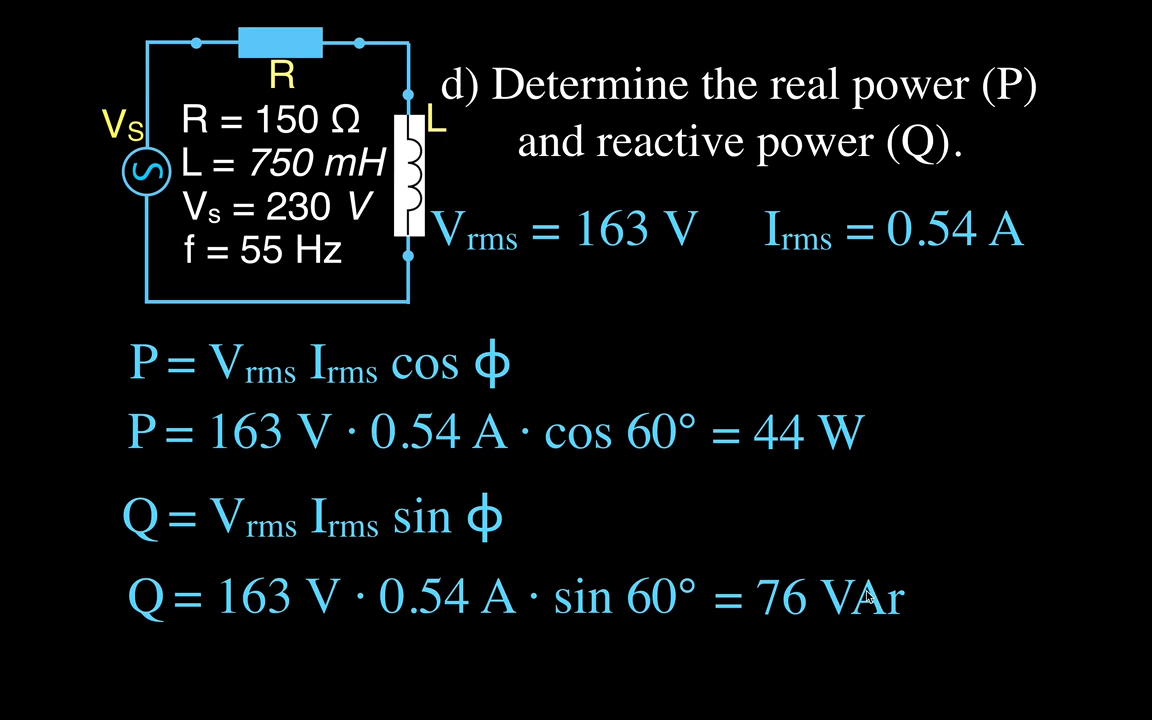 R
L
Vs
R = 150 Ω
L = 750 mH
Vs = 230 V
f = 55 Hz
d) Determine the real power (P)
and reactive power (Q).
Vrms = 163 V Irms = 0.54 A
P = Vrms Irms cos ϕ
P = 163 V · 0.54 A · cos 60° = 44 W
Q = Vrms Irms sin ϕ
Q = 163 V · 0.54 A · sin 60° = 76 VAr